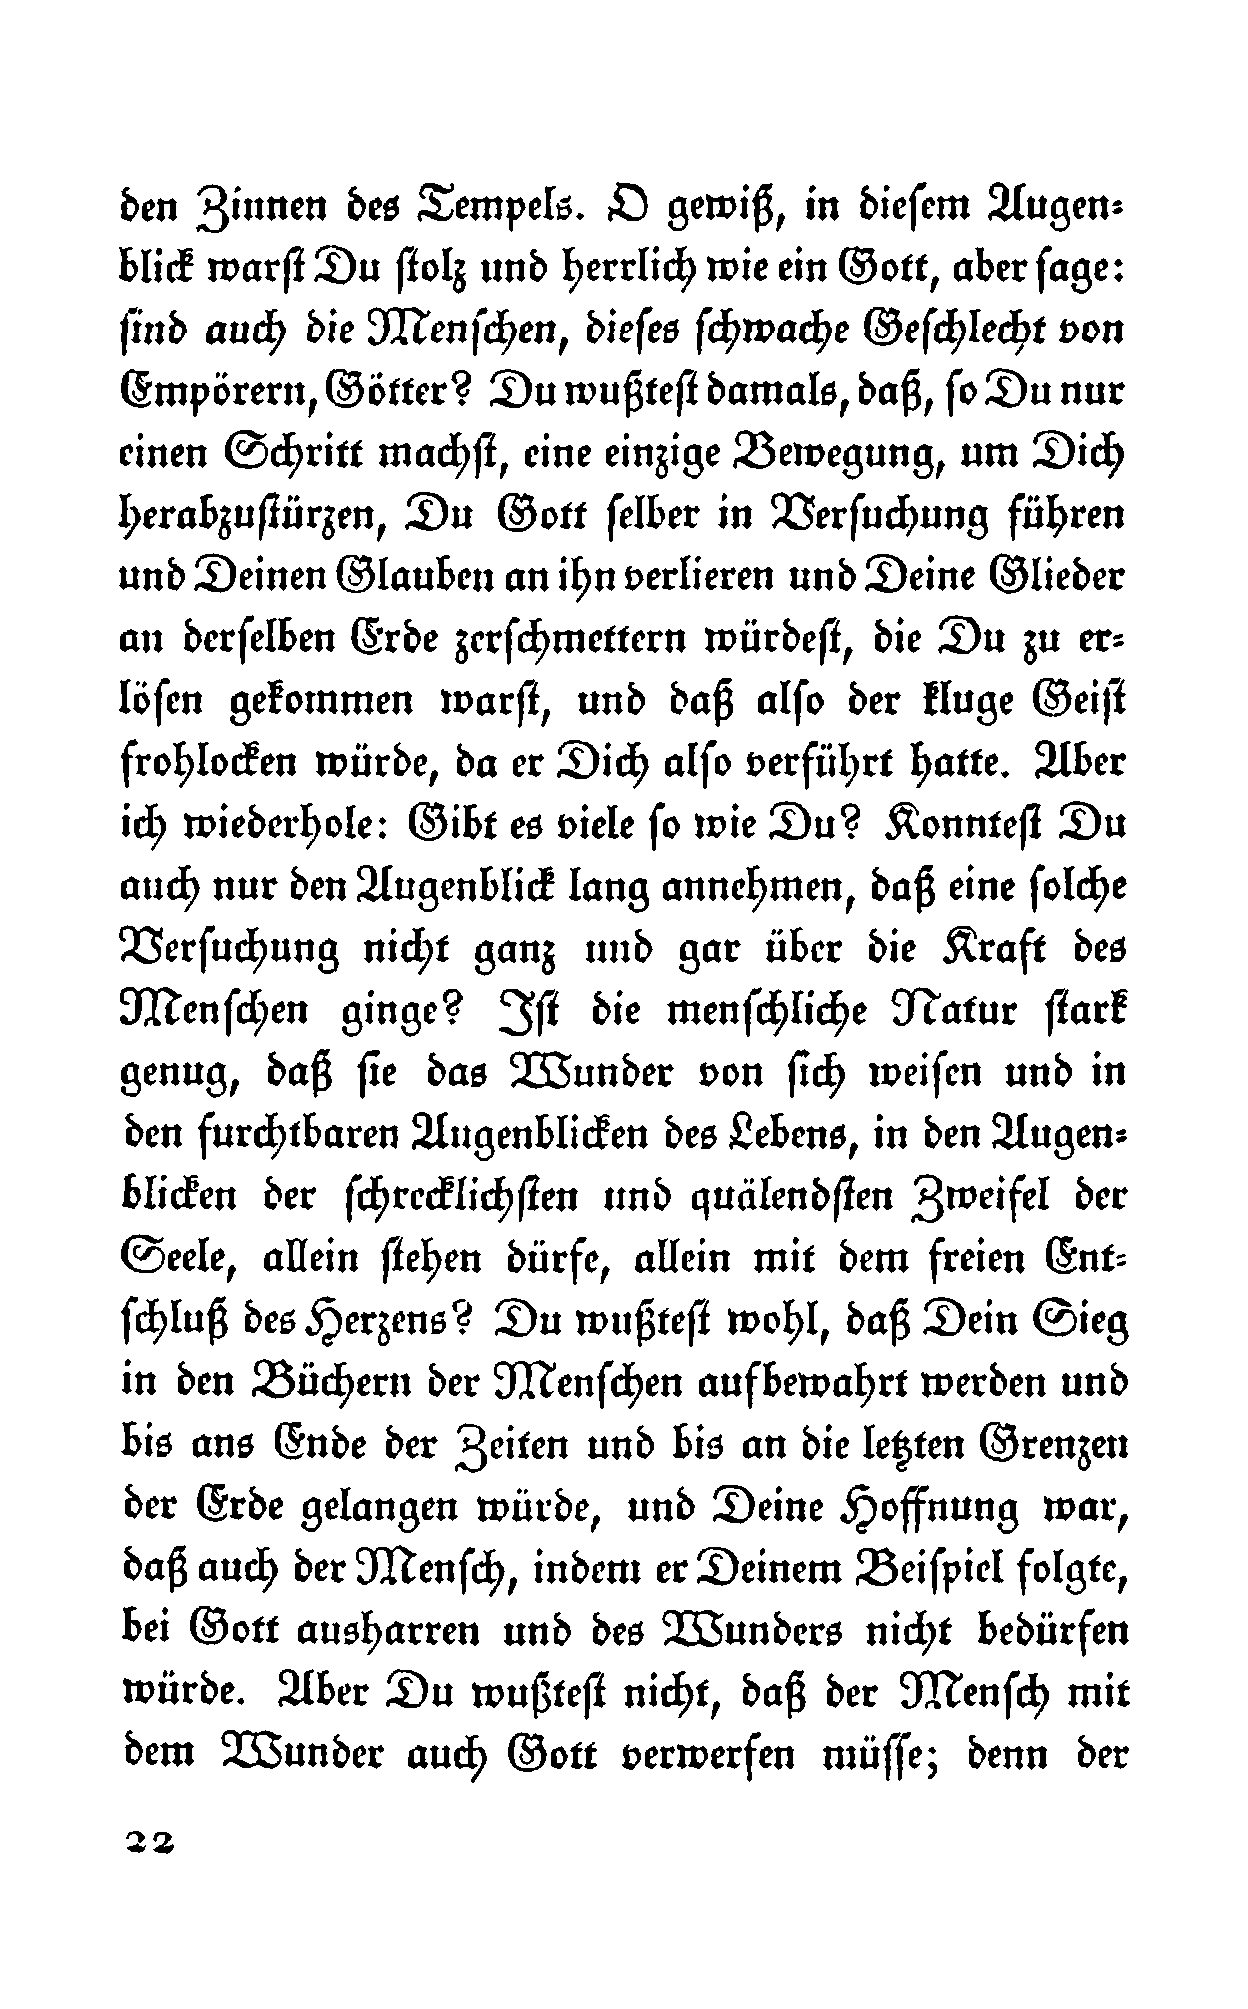 den Zinnen des Tempels. O gewiß, in dieſem Augen⸗
blick warſt Du ſtolz und herrlich wie ein Gott, aber ſage:
ſind auch die Menſchen, dieſes ſchwache Geſchlecht von
Empörern, Götter? Du wußteſt damals, daß, ſo Du nur
einen Schritt machſt, eine einzige Bewegung, um Dich
herabzuſtürzen, Du Gott ſelber in Verſuchung führen
und Deinen Glauben an ihn verlieren und Deine Glieder
an derſelben Erde zerſchmettern würdeſt, die Du zu er⸗
löſen gekommen warſt, und daß alſo der kluge Geiſt
frohlocken würde, da er Dich alſo verführt hatte. Aber
ich wiederhole: Gibt es viele ſo wie Du? Konnteſt Du
auch nur den Augenblick lang annehmen, daß eine ſolche
Verſuchung nicht ganz und gar über die Kraft des
Menſchen ginge? Iſt die menſchliche Natur ſtark
genug, daß ſie das Wunder von ſich weiſen und in
den furchtbaren Augenblicken des Lebens, in den Augen⸗
blicken der ſchrecklichſten und quälendſten Zweifel der
Seele, allein ſtehen dürfe, allein mit dem freien Ent⸗
ſchluß des Herzens? Du wußteſt wohl, daß Dein Sieg
in den Büchern der Menſchen aufbewahrt werden und
bis ans Ende der Zeiten und bis an die letzten Grenzen
der Erde gelangen würde, und Deine Hoffnung war,
daß auch der Menſch, indem er Deinem Beiſpiel folgte,
bei Gott ausharren und des Wunders nicht bedürfen
würde. Aber Du wußteſt nicht, daß der Menſch mit
dem Wunder auch Gott verwerfen müſſe; denn der
22